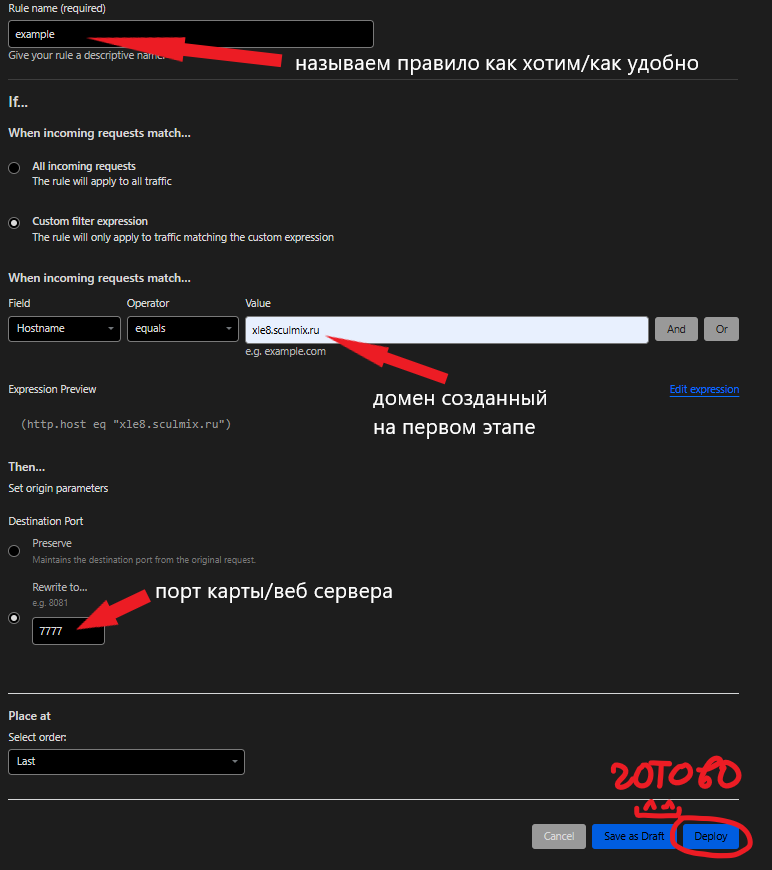 Rule name (required)
example
Give your rule a descriptive name.
называем правило как хотим/как удобно
If...
When incoming requests match...
All incoming requests
The rule will apply to all traffic
Custom filter expression
The rule will only apply to traffic matching the custom expression
When incoming requests match...
Field Operator Value
Hostname equals xle8.sculmix.ru And Or
e.g. example.com
Expression Preview Edit expression
домен созданный
на первом этапе
(http.host eq "xle8.sculmix.ru")
Then...
Set origin parameters
Destination Port
Preserve
Maintains the destination port from the original request.
Rewrite to...
e.g. 8081
порт карты/веб сервера
7777
Place at
Select order:
Last
готово
^^
Cancel Save as Draft Deploy